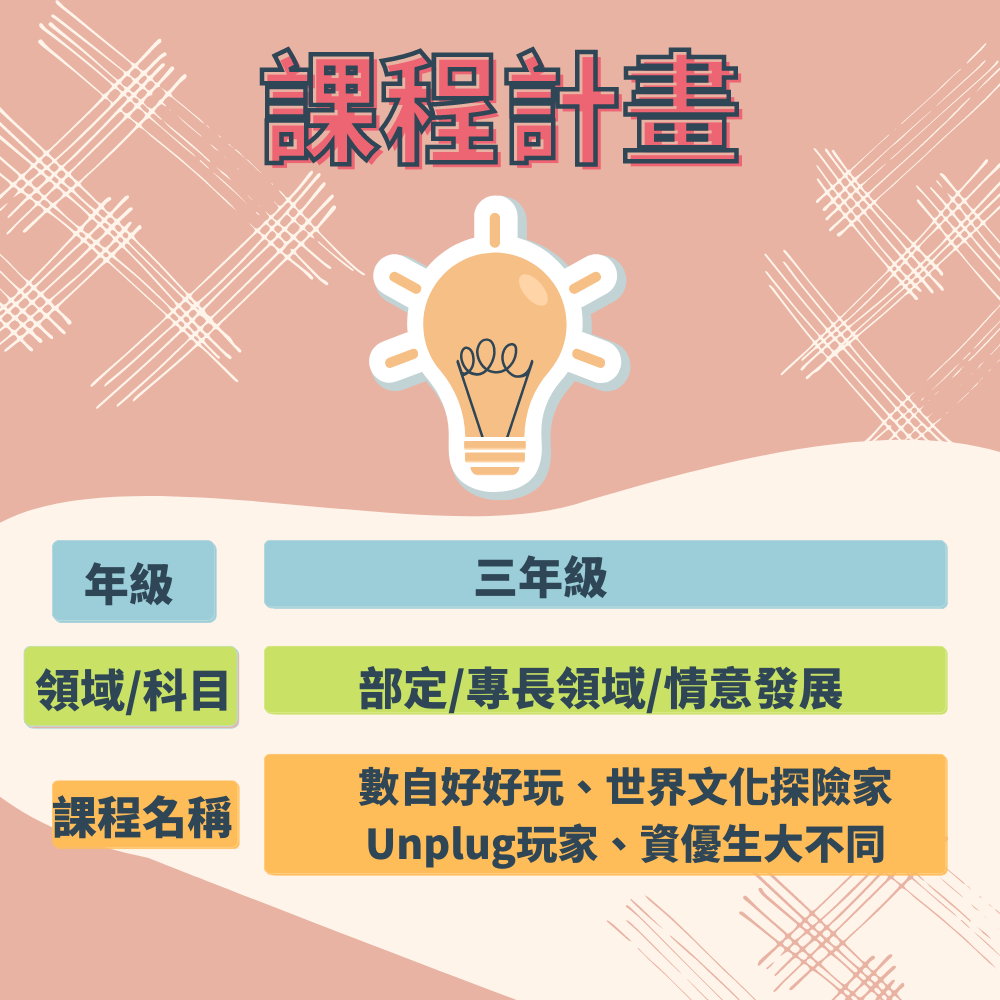 課程計畫
年級
三年級
領域/科目
部定/專長領域/情意發展
課程名稱
數自好好玩、世界文化探險家
Unplug玩家、資優生大不同